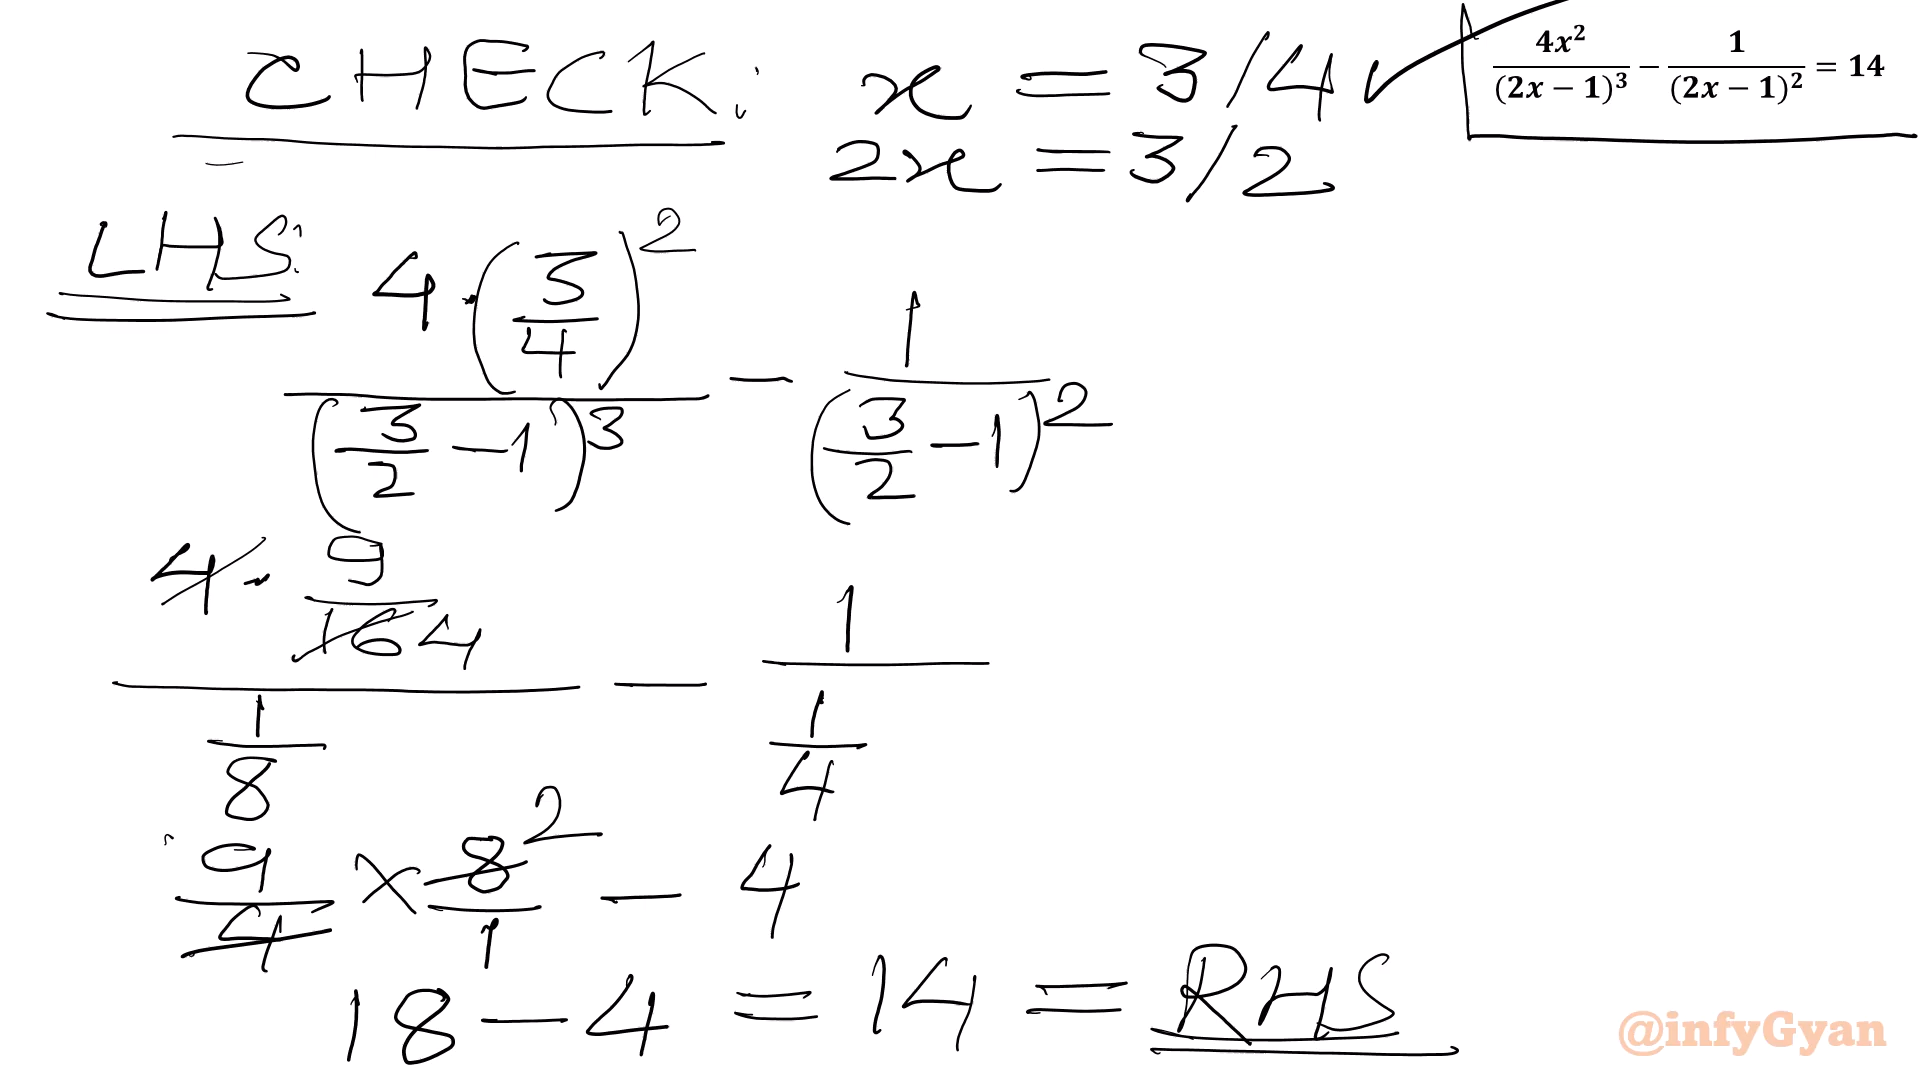 CHECK: x = 3/4 ✓
4x²/(2x − 1)³ − 1/(2x − 1)² = 14
2x = 3/2
LHS: 4·(3/4)²/(3/2 − 1)³ − 1/(3/2 − 1)²
4·9/16 4/(1/8) − 1/(1/4)
9/4 × 8²/1 − 4
18 − 4 = 14 = RHS
@infyGyan